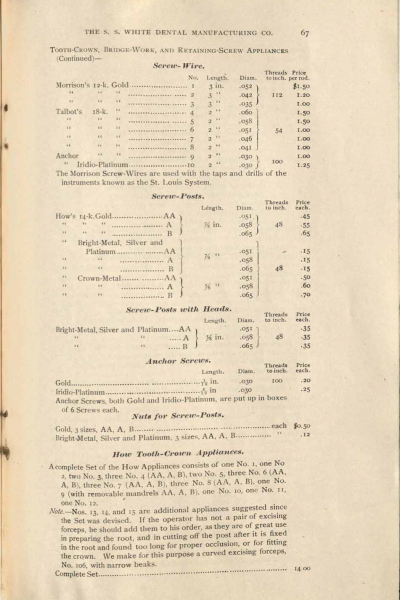 THE S. S. WHITE DENTAL MANUFACTURING CO. 67
TOOTH-CROWN, BRIDGE-WORK, AND RETAINING-SCREW APPLIANCES
(Continued)—
Screw-Wire.
No. Length. Diam. Threads to inch. Price per rod.
Morrison's 12-k. Gold 1 3 in. .052 $1.50
" " " 2 3 " .042 112 1.20
" " " 3 3 " .035 1.00
Talbot's 18-k. " 4 2 " .060 1.50
" " " 5 2 " .058 1.50
" " " 6 2 " .051 54 1.00
" " " 7 2 " .046 1.00
" " " 8 2 " .041 1.00
Anchor " 9 2 " .030 1.00
" Iridio-Platinum 10 2 " .030 100 1.25
The Morrison Screw-Wires are used with the taps and drills of the
instruments known as the St. Louis System.
Screw-Posts.
Length. Diam. Threads to inch. Price each.
How's 14-k. Gold AA .051 .45
" " " A in. .058 48 .55
" " " B .065 .65
" Bright-Metal, Silver and
Platinum AA .051 .15
" " A " .058 .15
" " B .065 48 .15
" Crown-Metal AA .051 .50
" " A " .058 .60
" " B .065 .70
Screw-Posts with Heads.
Length. Diam. Threads to inch. Price each.
Bright-Metal, Silver and Platinum AA .051 .35
" " A in. .058 48 .35
" " B .065 .35
Anchor Screws.
Length. Diam. Threads to inch. Price each.
Gold in. .030 100 .20
Iridio-Platinum in .030 .25
Anchor Screws, both Gold and Iridio-Platinum, are put up in boxes
of 6 Screws each.
Nuts for Screw-Posts.
Gold, 3 sizes, AA, A, B each $0.50
Bright-Metal, Silver and Platinum, 3 sizes, AA, A, B " .12
How Tooth-Crown Appliances.
A complete Set of the How Appliances consists of one No. 1, one No
2, two No. 3, three No. 4 (AA, A, B), two No. 5, three No. 6 (AA,
A, B), three No. 7 (AA, A, B), three No. 8 (AA, A, B), one No.
9 (with removable mandrels AA, A, B), one No. 10, one No. 11,
one No. 12.
Note.—Nos. 13, 14, and 15 are additional appliances suggested since
the Set was devised. If the operator has not a pair of excising
forceps, he should add them to his order, as they are of great use
in preparing the root, and in cutting off the post after it is fixed
in the root and found too long for proper occlusion, or for fitting
the crown. We make for this purpose a curved excising forceps,
No. 106, with narrow beaks.
Complete Set 14.00